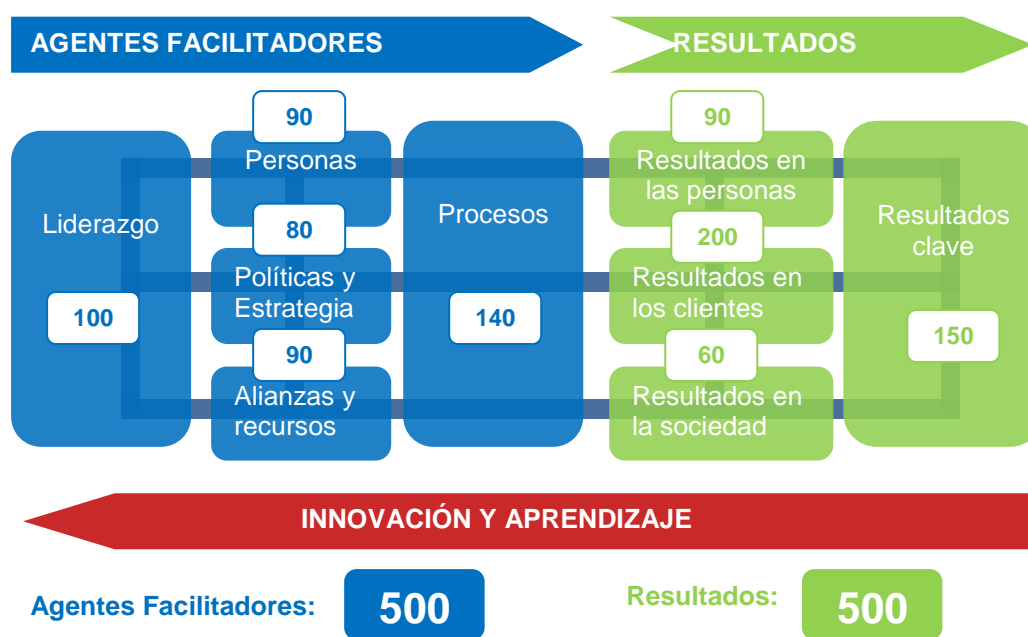 AGENTES FACILITADORES
RESULTADOS
Liderazgo
100
90
Personas
80
Políticas y
Estrategia
90
Alianzas y
recursos
Procesos
140
90
Resultados en
las personas
200
Resultados en
los clientes
60
Resultados en
la sociedad
Resultados
clave
150
INNOVACIÓN Y APRENDIZAJE
Agentes Facilitadores:
500
Resultados:
500